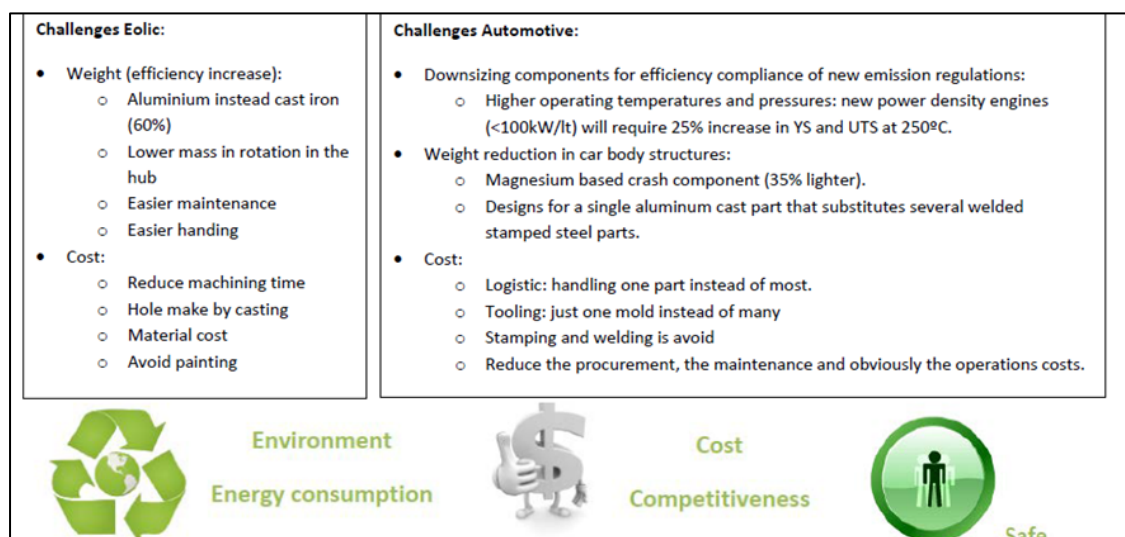 Challenges Eolic:
• Weight (efficiency increase):
o Aluminium instead cast iron
(60%)
o Lower mass in rotation in the
hub
o Easier maintenance
o Easier handing
• Cost:
o Reduce machining time
o Hole make by casting
o Material cost
o Avoid painting
Challenges Automotive:
• Downsizing components for efficiency compliance of new emission regulations:
o Higher operating temperatures and pressures: new power density engines
(<100kW/lt) will require 25% increase in YS and UTS at 250ºC.
• Weight reduction in car body structures:
o Magnesium based crash component (35% lighter).
o Designs for a single aluminum cast part that substitutes several welded
stamped steel parts.
• Cost:
o Logistic: handling one part instead of most.
o Tooling: just one mold instead of many
o Stamping and welding is avoid
o Reduce the procurement, the maintenance and obviously the operations costs.
Environment
Energy consumption
Cost
Competitiveness
Safe